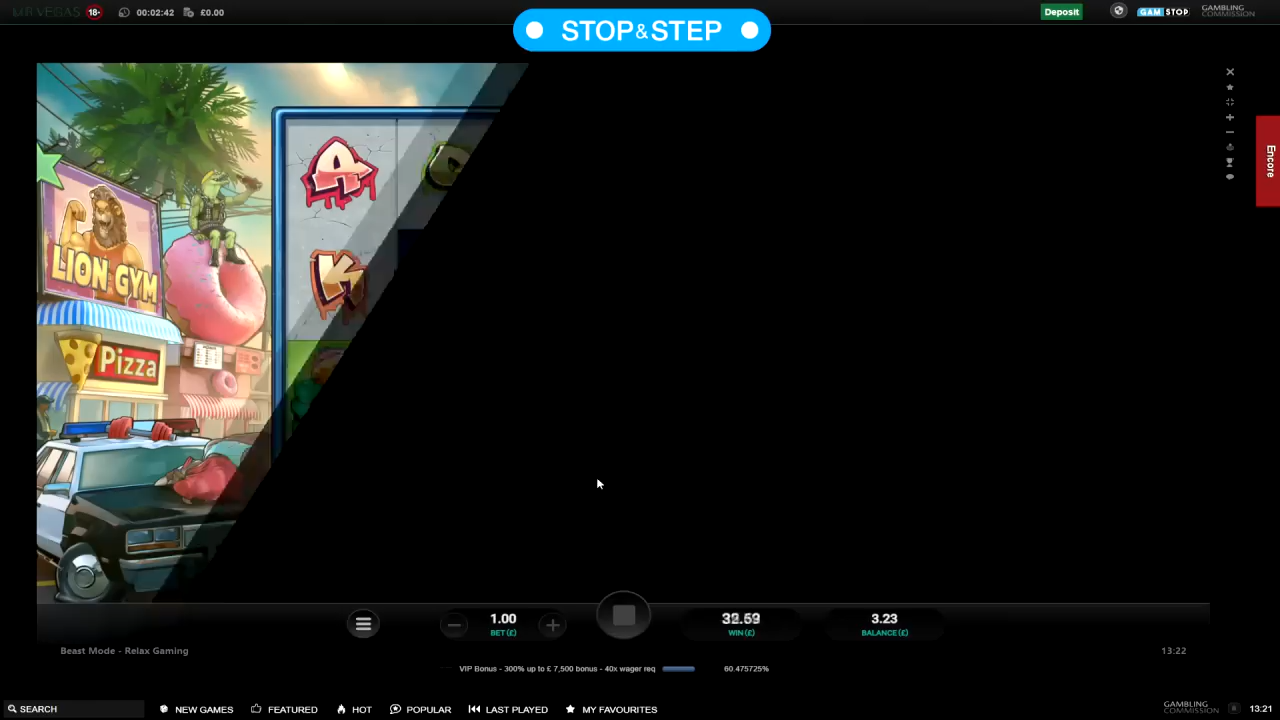 MR VEGAS 18+ 00:02:42 £0.00
Deposit
GAMSTOP
GAMBLING
COMMISSION
STOP&STEP
Encore
A
K
LION GYM
Pizza
1.00
BET (£)
WIN (£)
3.23
BALANCE (£)
Beast Mode - Relax Gaming
13:22
VIP Bonus - 300% up to £ 7,500 bonus - 40x wager req
60.475725%
SEARCH
NEW GAMES
FEATURED
HOT
POPULAR
LAST PLAYED
MY FAVOURITES
GAMBLING
COMMISSION
13:21